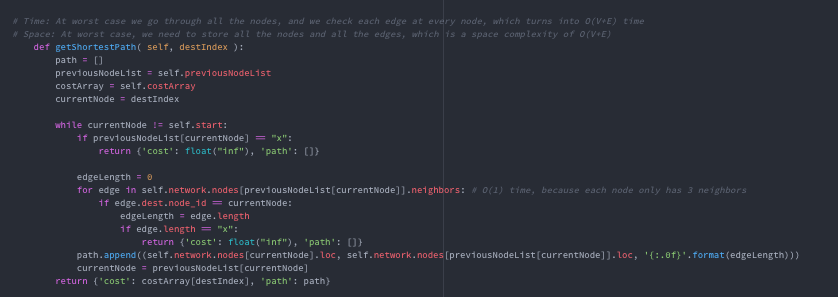 # Time: At worst case we go through all the nodes, and we check each edge at every node, which turns into O(V+E) time
# Space: At worst case, we need to store all the nodes and all the edges, which is a space complexity of O(V+E)
def getShortestPath( self, destIndex ):
path = []
previousNodeList = self.previousNodeList
costArray = self.costArray
currentNode = destIndex
while currentNode != self.start:
if previousNodeList[currentNode] == "x":
return {'cost': float("inf"), 'path': []}
edgeLength = 0
for edge in self.network.nodes[previousNodeList[currentNode]].neighbors: # O(1) time, because each node only has 3 neighbors
if edge.dest.node_id == currentNode:
edgeLength = edge.length
if edge.length == "x":
return {'cost': float("inf"), 'path': []}
path.append((self.network.nodes[currentNode].loc, self.network.nodes[previousNodeList[currentNode]].loc, '{:.0f}'.format(edgeLength)))
currentNode = previousNodeList[currentNode]
return {'cost': costArray[destIndex], 'path': path}